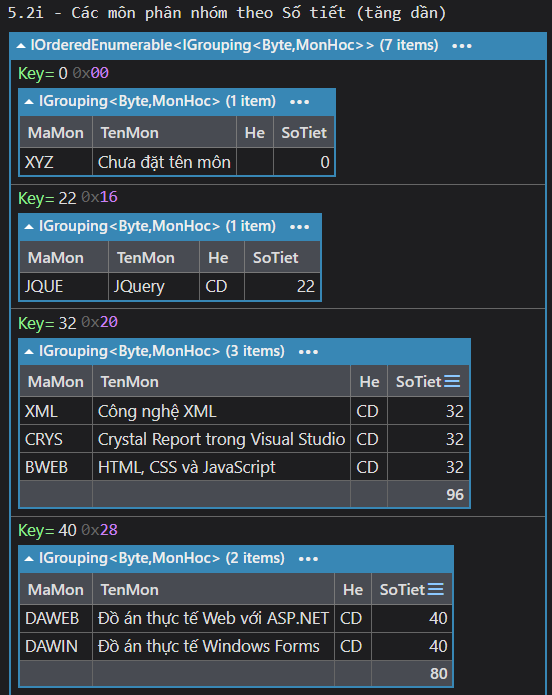 5.2i - Các môn phân nhóm theo Số tiết (tăng dần)
IOrderedEnumerable<IGrouping<Byte,MonHoc>> (7 items) •••
Key= 0 0x00
IGrouping<Byte,MonHoc> (1 item) •••
MaMon TenMon He SoTiet
XYZ Chưa đặt tên môn 0
Key= 22 0x16
IGrouping<Byte,MonHoc> (1 item) •••
MaMon TenMon He SoTiet
JQUE JQuery CD 22
Key= 32 0x20
IGrouping<Byte,MonHoc> (3 items) •••
MaMon TenMon He SoTiet
XML Công nghệ XML CD 32
CRYS Crystal Report trong Visual Studio CD 32
BWEB HTML, CSS và JavaScript CD 32
96
Key= 40 0x28
IGrouping<Byte,MonHoc> (2 items) •••
MaMon TenMon He SoTiet
DAWEB Đồ án thực tế Web với ASP.NET CD 40
DAWIN Đồ án thực tế Windows Forms CD 40
80